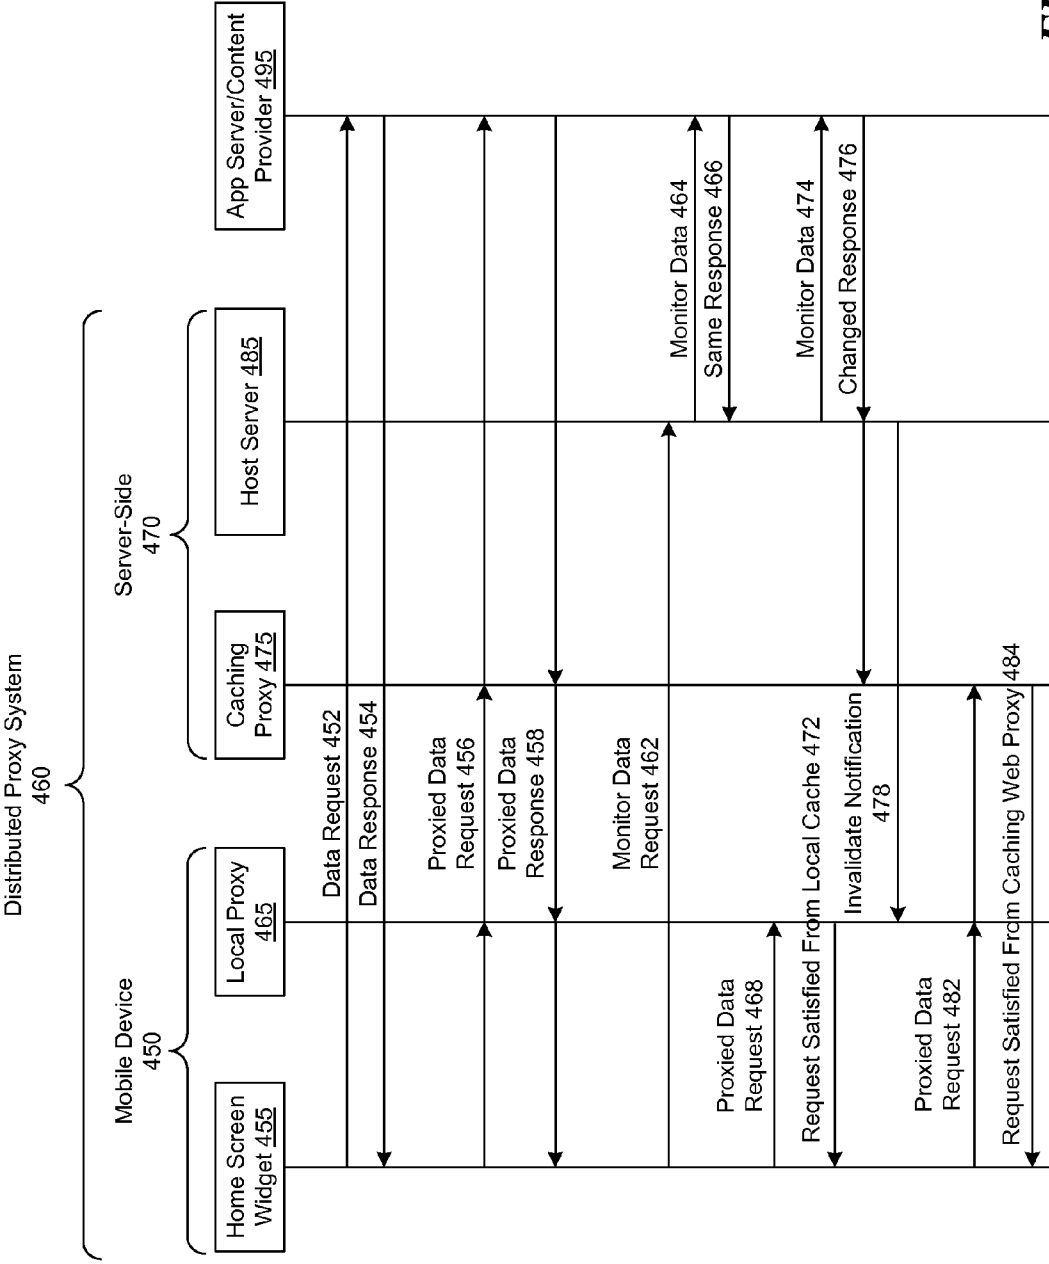 Distributed Proxy System
460
Mobile Device
450
Server-Side
470
Home Screen
Widget 455
Local Proxy
465
Caching
Proxy 475
Host Server 485
App Server/Content
Provider 495
Data Request 452
Data Response 454
Proxied Data
Request 456
Proxied Data
Response 458
Monitor Data
Request 462
Monitor Data 464
Same Response 466
Proxied Data
Request 468
Request Satisfied From Local Cache 472
Monitor Data 474
Changed Response 476
Invalidate Notification
478
Proxied Data
Request 482
Request Satisfied From Caching Web Proxy 484